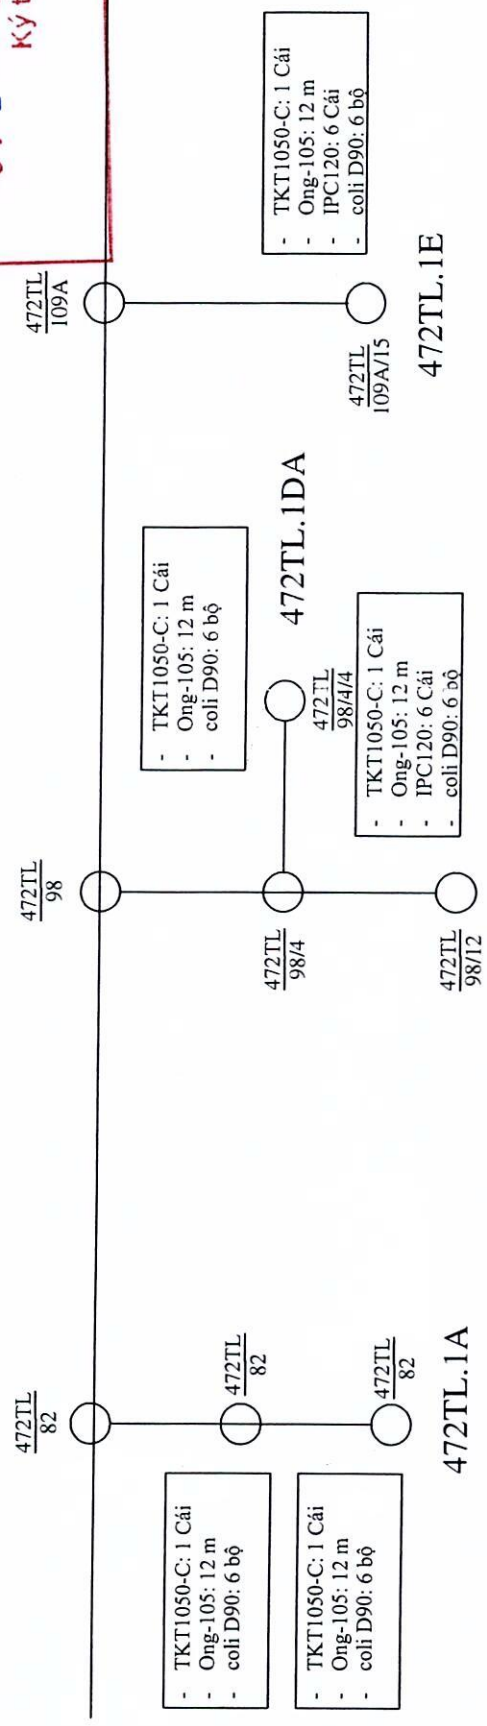 472TL
82
472TL
82
472TL
82
- TKT1050-C: 1 Cái
- Ong-105: 12 m
- coli D90: 6 bộ
- TKT1050-C: 1 Cái
- Ong-105: 12 m
- coli D90: 6 bộ
472TL.1A
472TL
98
472TL
98/4
472TL
98/12
- TKT1050-C: 1 Cái
- Ong-105: 12 m
- coli D90: 6 bộ
472TL.1DA
472TL
98/4/4
- TKT1050-C: 1 Cái
- Ong-105: 12 m
- IPC120: 6 Cái
- coli D90: 6 bộ
472TL
109A
472TL
109A/15
472TL.1E
- TKT1050-C: 1 Cái
- Ong-105: 12 m
- IPC120: 6 Cái
- coli D90: 6 bộ
Ký